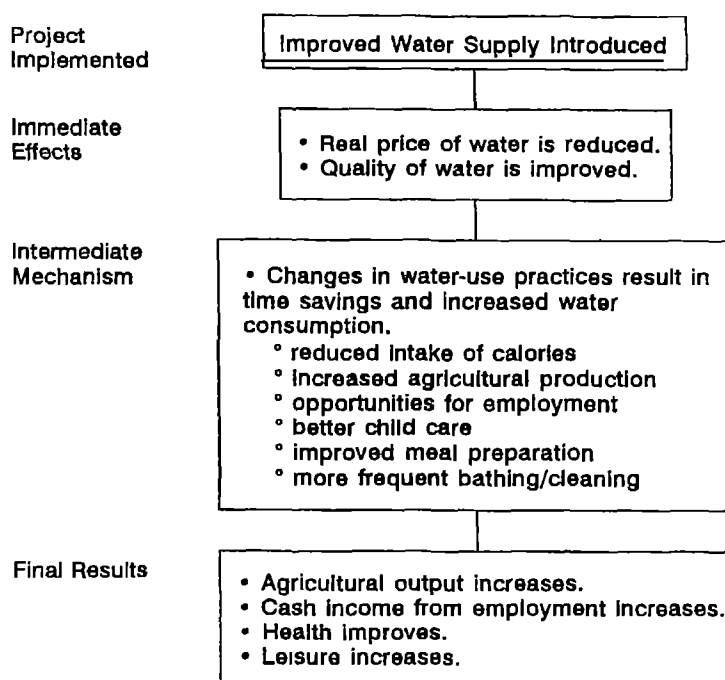 Project
Implemented
Improved Water Supply Introduced
Immediate
Effects
• Real price of water is reduced.
• Quality of water is improved.
Intermediate
Mechanism
• Changes in water-use practices result in
time savings and increased water
consumption.
° reduced intake of calories
° increased agricultural production
° opportunities for employment
° better child care
° improved meal preparation
° more frequent bathing/cleaning
Final Results
• Agricultural output increases.
• Cash income from employment increases.
• Health improves.
• Leisure increases.